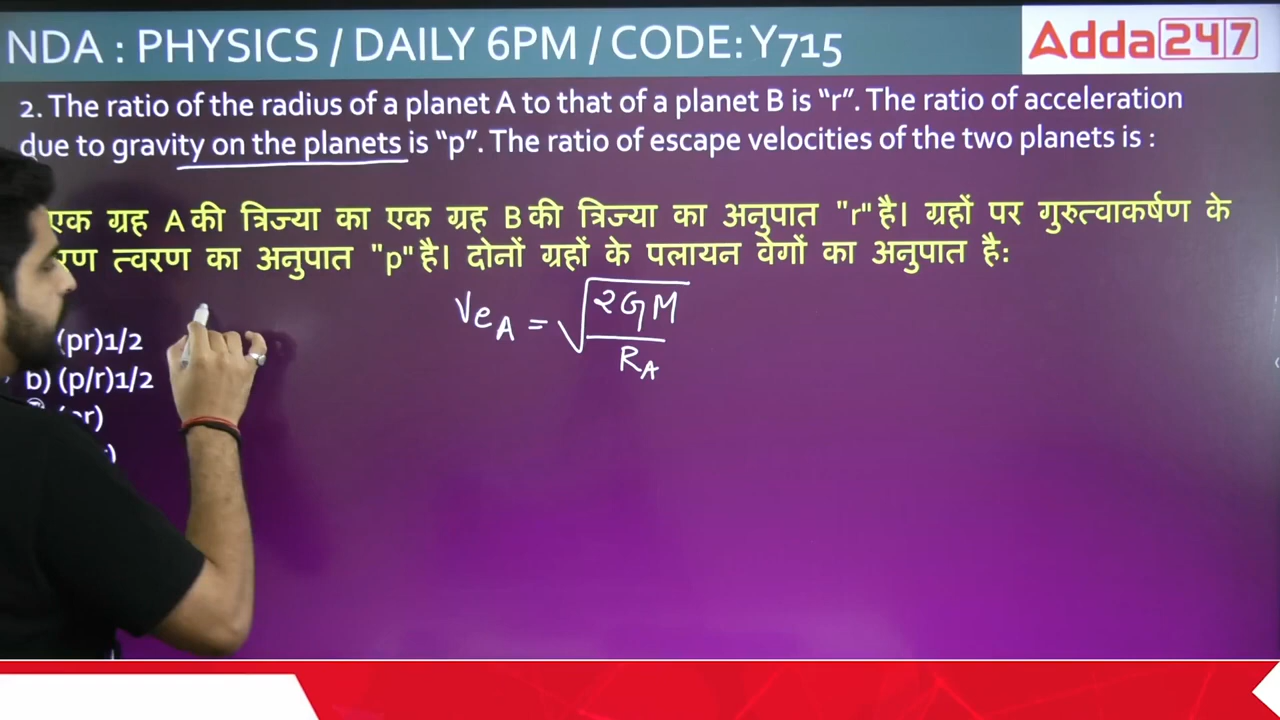 NDA : PHYSICS / DAILY 6PM / CODE: Y715
Adda247
2. The ratio of the radius of a planet A to that of a planet B is “r”. The ratio of acceleration
due to gravity on the planets is “p”. The ratio of escape velocities of the two planets is :
एक ग्रह A की त्रिज्या का एक ग्रह B की त्रिज्या का अनुपात "r" है। ग्रहों पर गुरुत्वाकर्षण के
त्वरण का अनुपात "p" है। दोनों ग्रहों के पलायन वेगों का अनुपात है:
VeA = √2GM
RA
(pr)1/2
b) (p/r)1/2